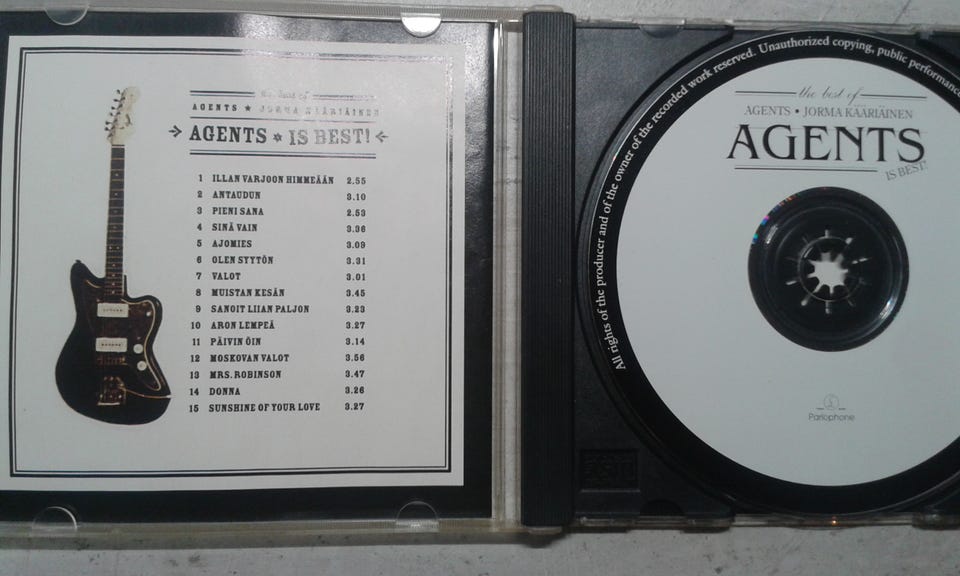 the best of
AGENTS ★ JORMA KÄÄRIÄINEN
AGENTS ★ IS BEST!
1 ILLAN VARJOON HIMMEÄÄN 2.55
2 ANTAUDUN 3.10
3 PIENI SANA 2.53
4 SINÄ VAIN 3.36
5 AJOMIES 3.09
6 OLEN SYYTÖN 3.31
7 VALOT 3.01
8 MUISTAN KESÄN 3.45
9 SANOIT LIIAN PALJON 3.23
10 ARON LEMPEÄ 3.27
11 PÄIVIN ÖIN 3.14
12 MOSKOVAN VALOT 3.56
13 MRS. ROBINSON 3.47
14 DONNA 3.26
15 SUNSHINE OF YOUR LOVE 3.27
All rights of the producer and of the owner of the recorded work reserved. Unauthorized copying, public performance
the best of
AGENTS • JORMA KÄÄRIÄINEN
AGENTS
IS BEST!
Parlophone